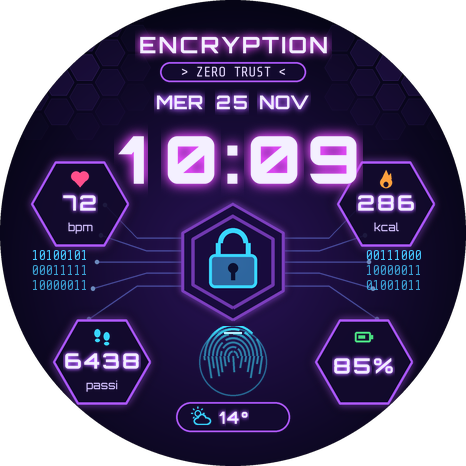 ENCRYPTION
> ZERO TRUST <
MER 25 NOV
10:09
72
bpm
286
kcal
10100101
00011111
10000011
00111000
10000011
01001011
6438
passi
85%
14°